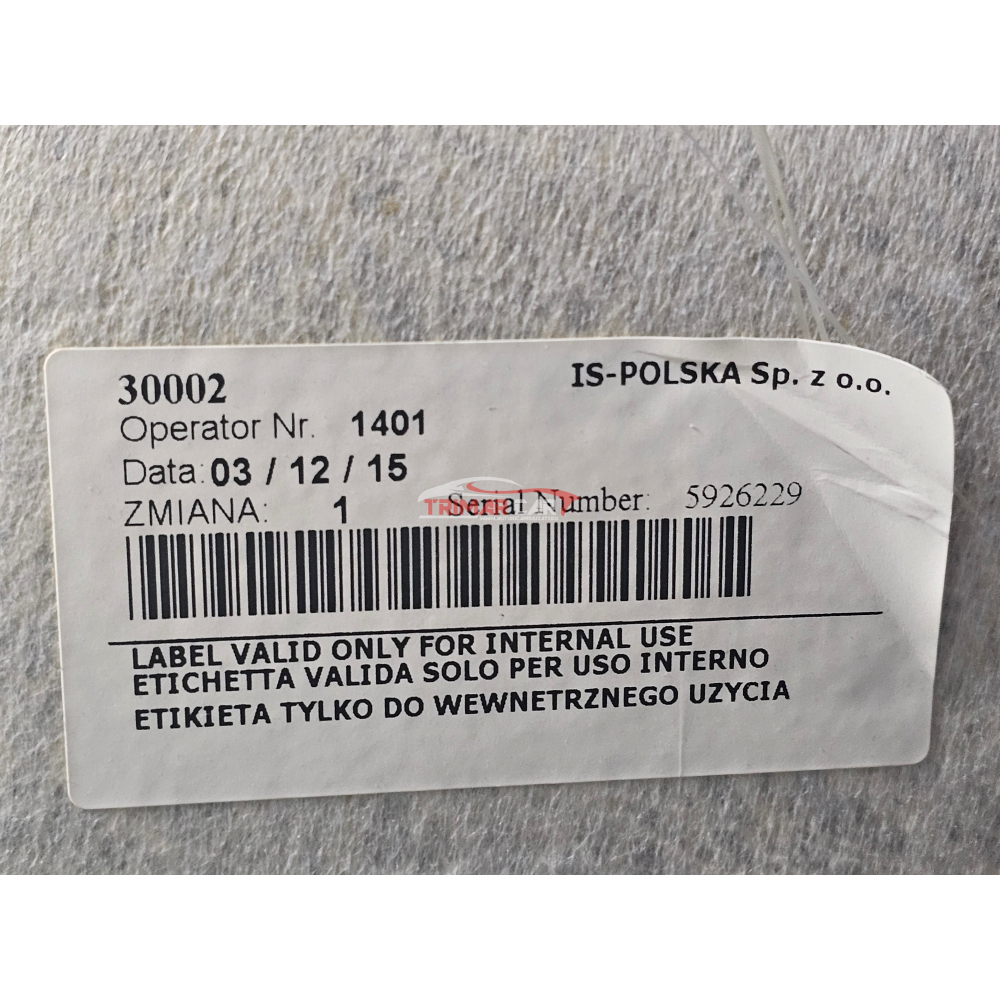 30002
IS-POLSKA Sp. z o.o.
Operator Nr. 1401
Data: 03 / 12 / 15
ZMIANA: 1 Serial Number: 5926229
LABEL VALID ONLY FOR INTERNAL USE
ETICHETTA VALIDA SOLO PER USO INTERNO
ETIKIETA TYLKO DO WEWNETRZNEGO UZYCIA